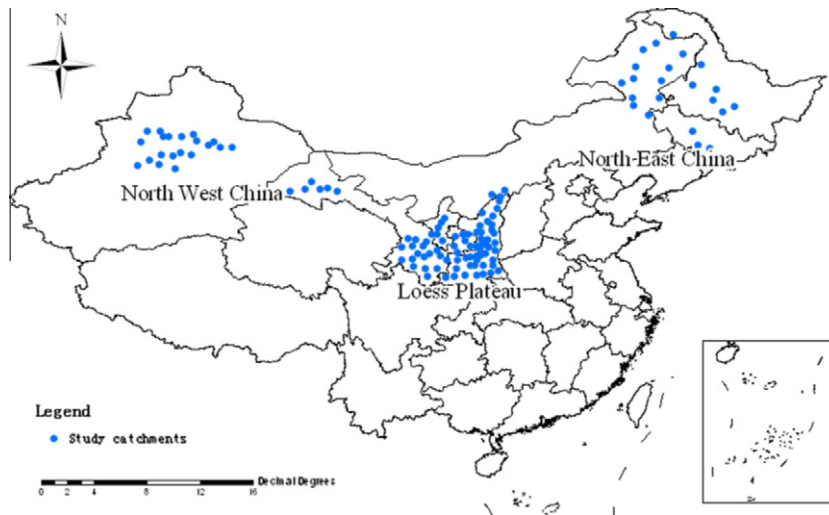 N
North-East China
North West China
Loess Plateau
Legend
Study catchments
0 2 4 8 12 16 Decimal Degrees